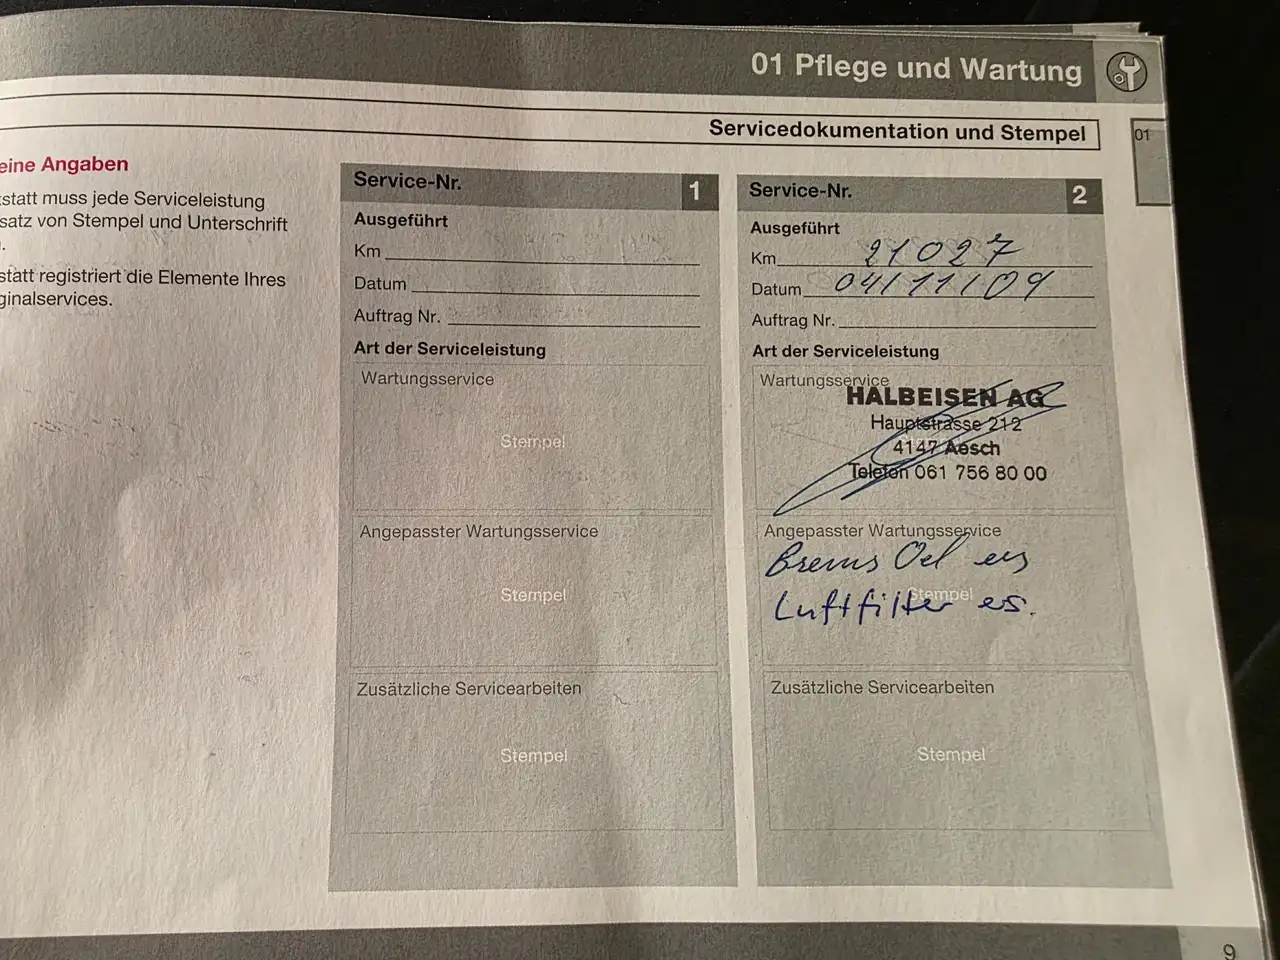 01 Pflege und Wartung
Servicedokumentation und Stempel
01
eine Angaben
statt muss jede Serviceleistung
satz von Stempel und Unterschrift
.
statt registriert die Elemente Ihres
ginalservices.
Service-Nr. 1
Ausgeführt
Km
Datum
Auftrag Nr.
Art der Serviceleistung
Wartungsservice
Stempel
Angepasster Wartungsservice
Stempel
Zusätzliche Servicearbeiten
Stempel
Service-Nr. 2
Ausgeführt
Km 21027
Datum 04/11/09
Auftrag Nr.
Art der Serviceleistung
Wartungsservice
HALBEISEN AG
Hauptstrasse 212
4147 Aesch
Telefon 061 756 80 00
Angepasster Wartungsservice
Brems Oel ers
Stempel
Luftfilter ers.
Zusätzliche Servicearbeiten
Stempel
9